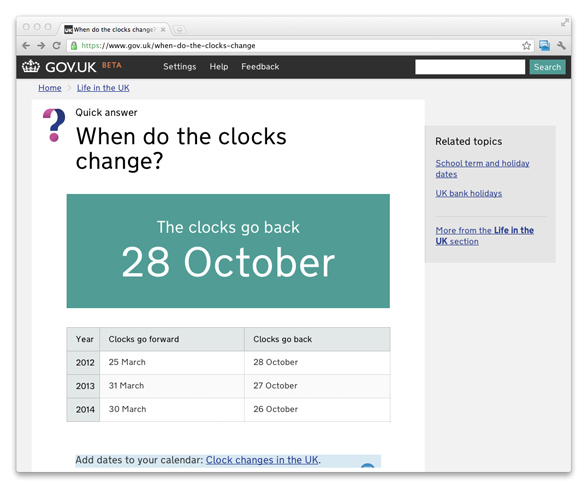 When do the clocks change?
https://www.gov.uk/when-do-the-clocks-change
GOV.UK BETA Settings Help Feedback Search
Home Life in the UK
Quick answer
When do the clocks
change?
The clocks go back
28 October
Year Clocks go forward Clocks go back
2012 25 March 28 October
2013 31 March 27 October
2014 30 March 26 October
Add dates to your calendar: Clock changes in the UK.
Related topics
School term and holiday
dates
UK bank holidays
More from the Life in the
UK section